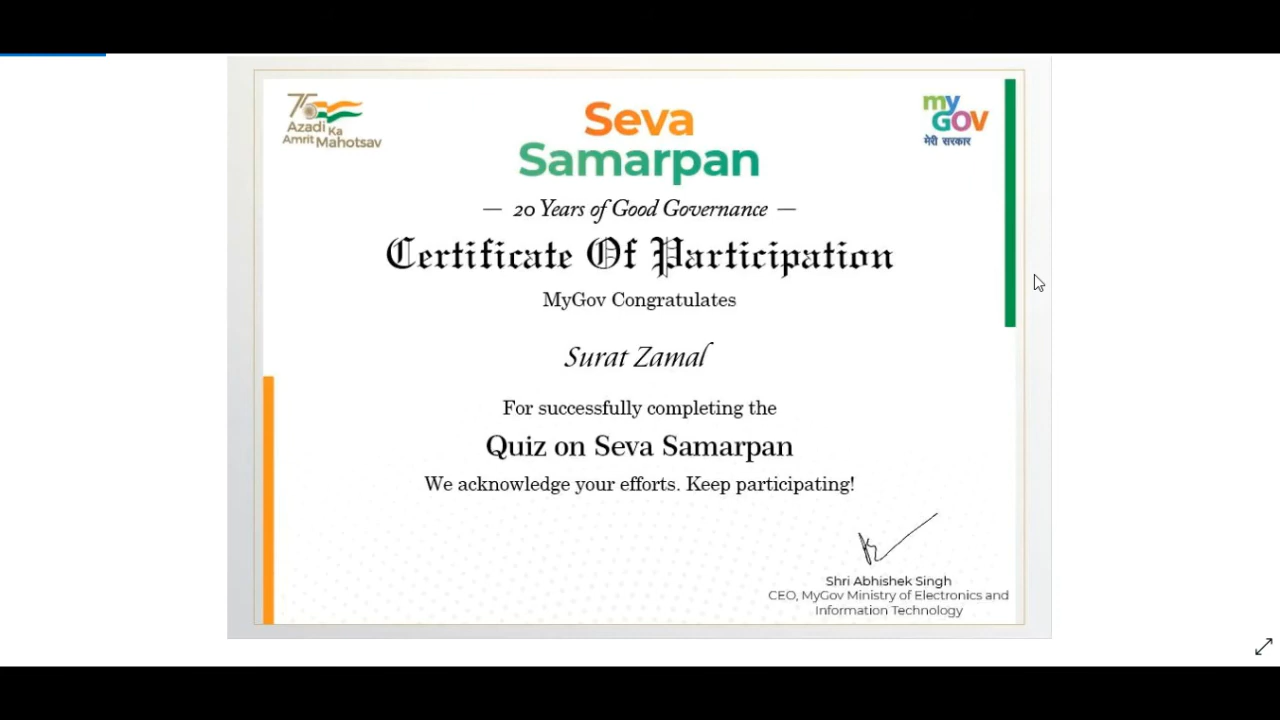 75
Azadi Ka
Amrit Mahotsav
my
GOV
मेरी सरकार
Seva
Samarpan
— 20 Years of Good Governance —
Certificate Of Participation
MyGov Congratulates
Surat Zamal
For successfully completing the
Quiz on Seva Samarpan
We acknowledge your efforts. Keep participating!
Shri Abhishek Singh
CEO, MyGov Ministry of Electronics and
Information Technology